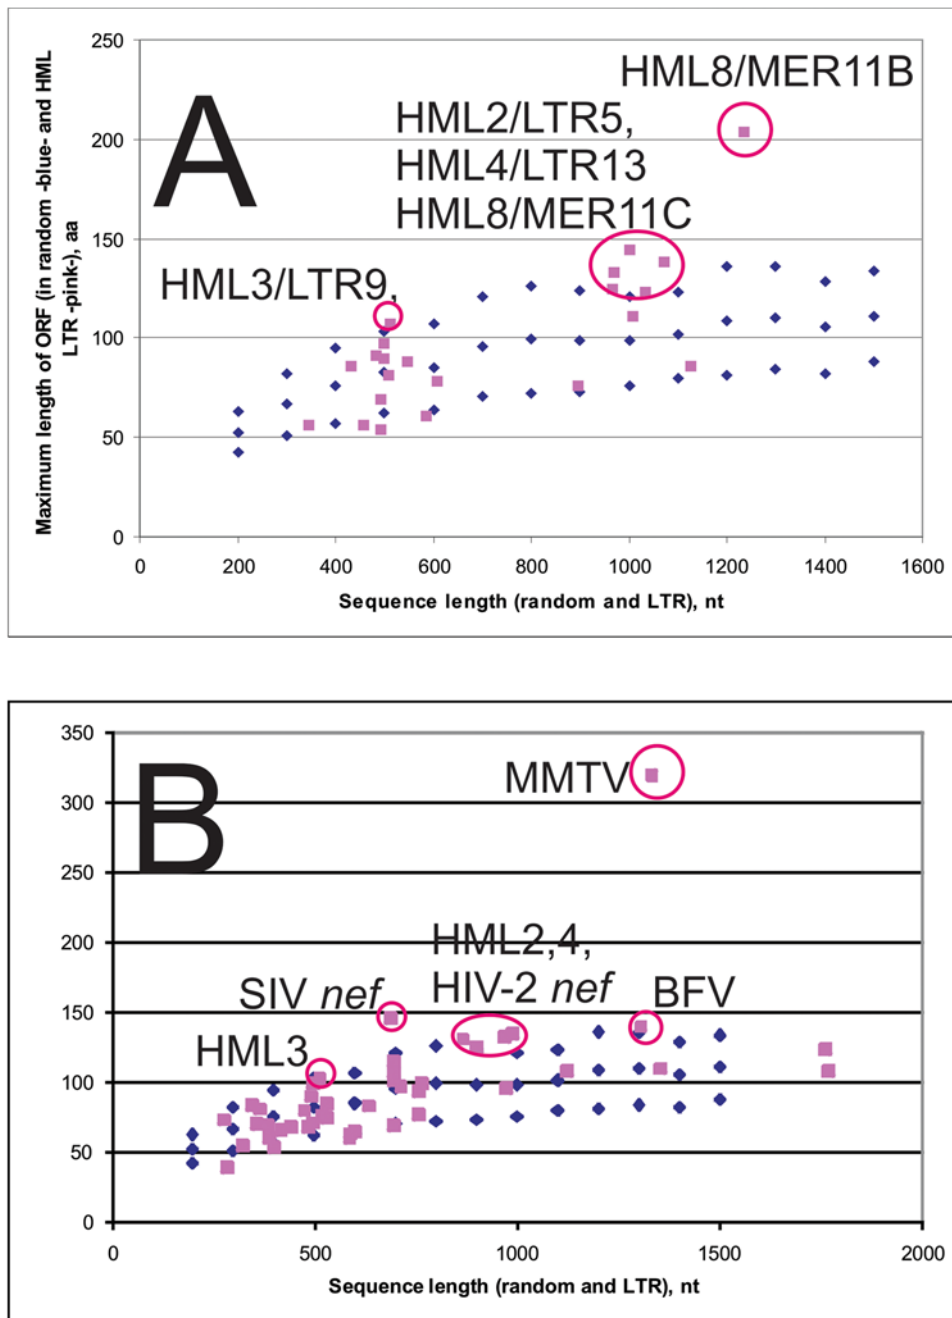 A
250
200
150
100
50
0
HML8/MER11B
HML2/LTR5,
HML4/LTR13
HML8/MER11C
HML3/LTR9,
Maximum length of ORF (in random -blue- and HML
LTR -pink-), aa
0 200 400 600 800 1000 1200 1400 1600
Sequence length (random and LTR), nt
B
350
300
250
200
150
100
50
0
MMTV
HML2,4,
HIV-2 nef
SIV nef
BFV
HML3
0 500 1000 1500 2000
Sequence length (random and LTR), nt